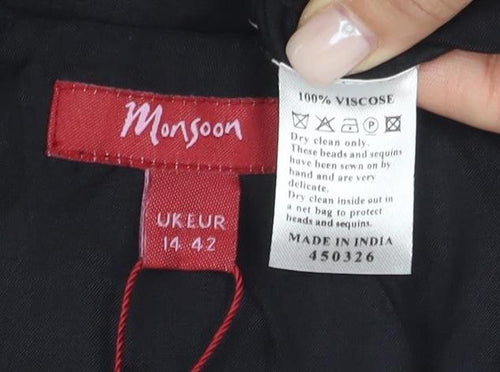 Monsoon
UK EUR
14 42
100% VISCOSE
P
Dry clean only.
These beads and sequins
have been sewn on by
hand and are very
delicate.
Dry clean inside out in
a net bag to protect
beads and sequins.
MADE IN INDIA
450326